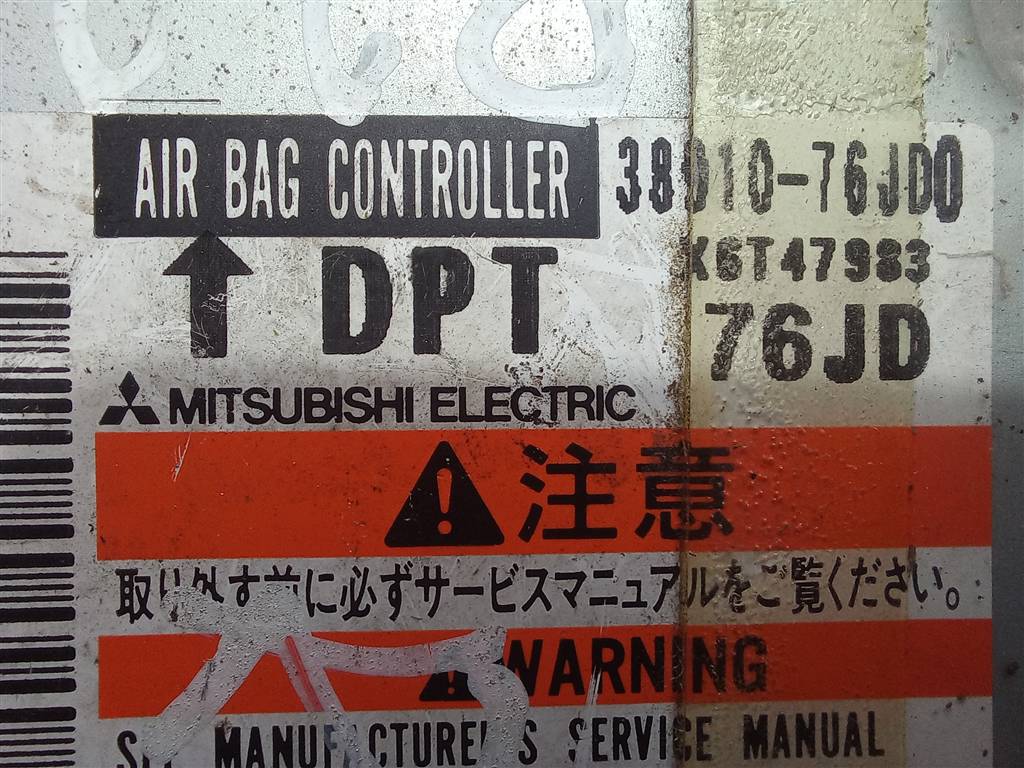 AIR BAG CONTROLLER 38910-76JD0
DPT K6T47983
76JD
MITSUBISHI ELECTRIC
注意
取り外す前に必ずサービスマニュアルをご覧ください。
WARNING
MANUFACTURER'S SERVICE MANUAL